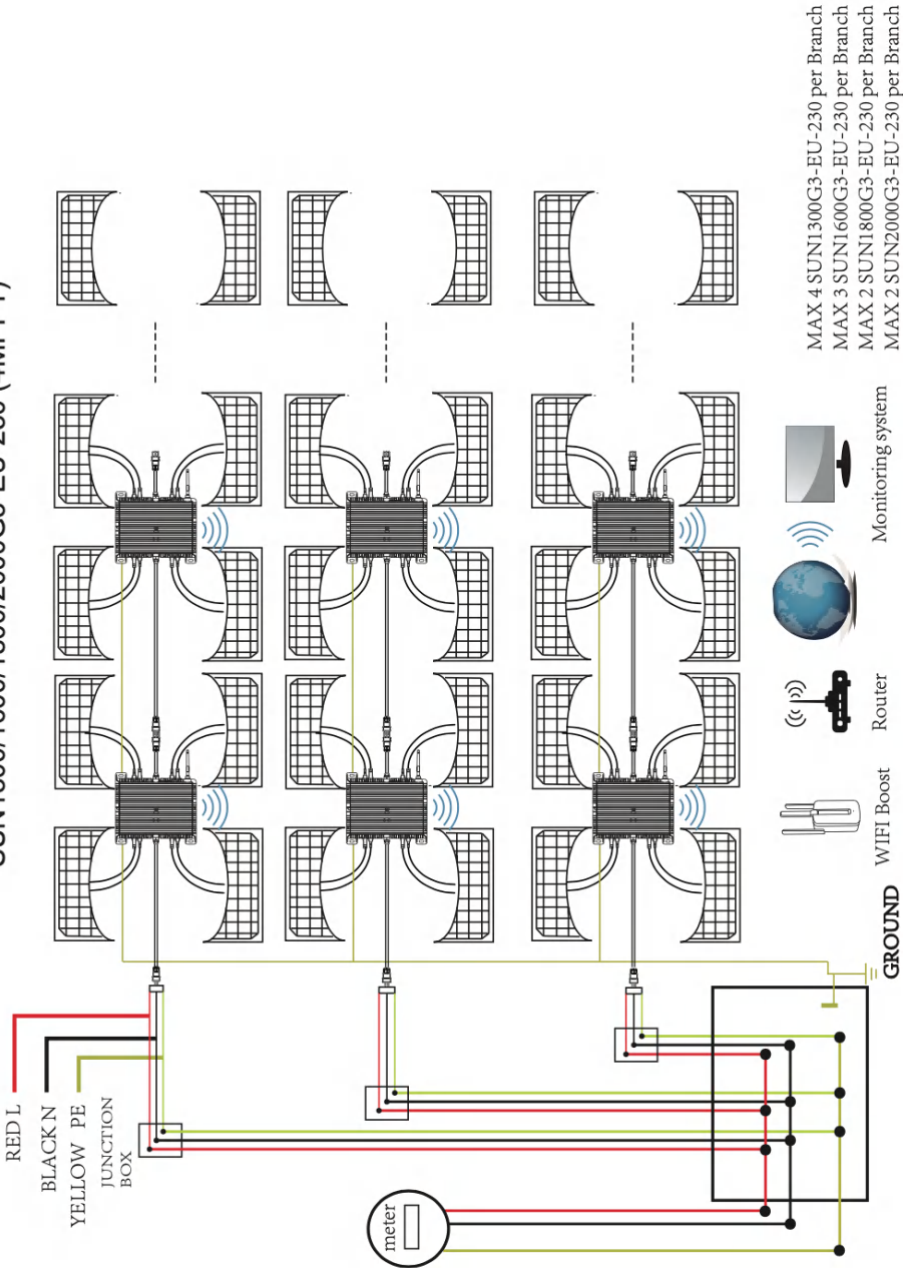 RED L
BLACK N
YELLOW PE
JUNCTION
BOX
meter
GROUND
WIFI Boost
Router
Monitoring system
MAX 4 SUN1300G3-EU-230 per Branch
MAX 3 SUN1600G3-EU-230 per Branch
MAX 2 SUN1800G3-EU-230 per Branch
MAX 2 SUN2000G3-EU-230 per Branch